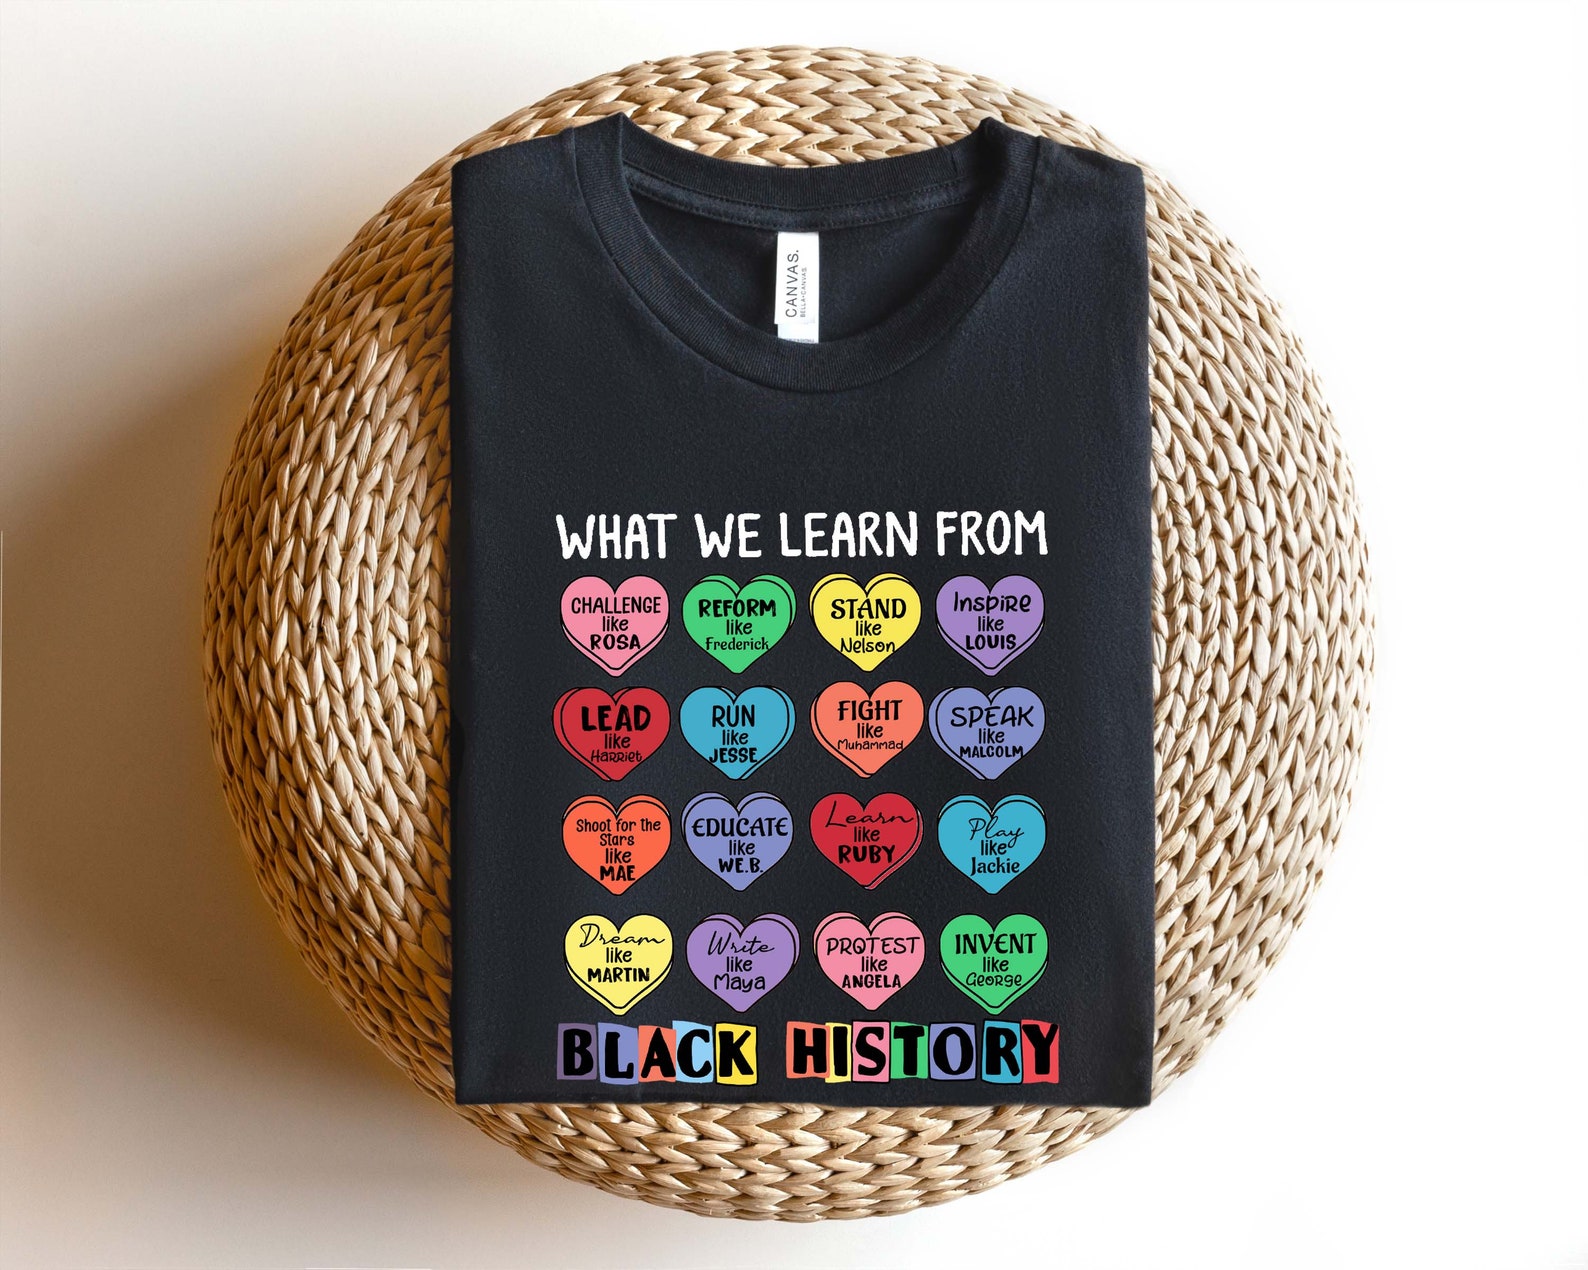 CANVAS.
BELLA+CANVAS
WHAT WE LEARN FROM
CHALLENGE
like
ROSA
REFORM
like
Frederick
STAND
like
Nelson
Inspire
like
LOUIS
LEAD
like
Harriet
RUN
like
JESSE
FIGHT
like
Muhammad
SPEAK
like
MALCOLM
Shoot for the
Stars
like
MAE
EDUCATE
like
WE.B.
Learn
like
RUBY
Play
like
Jackie
Dream
like
MARTIN
Write
like
Maya
PROTEST
like
ANGELA
INVENT
like
GEORGE
BLACK HISTORY